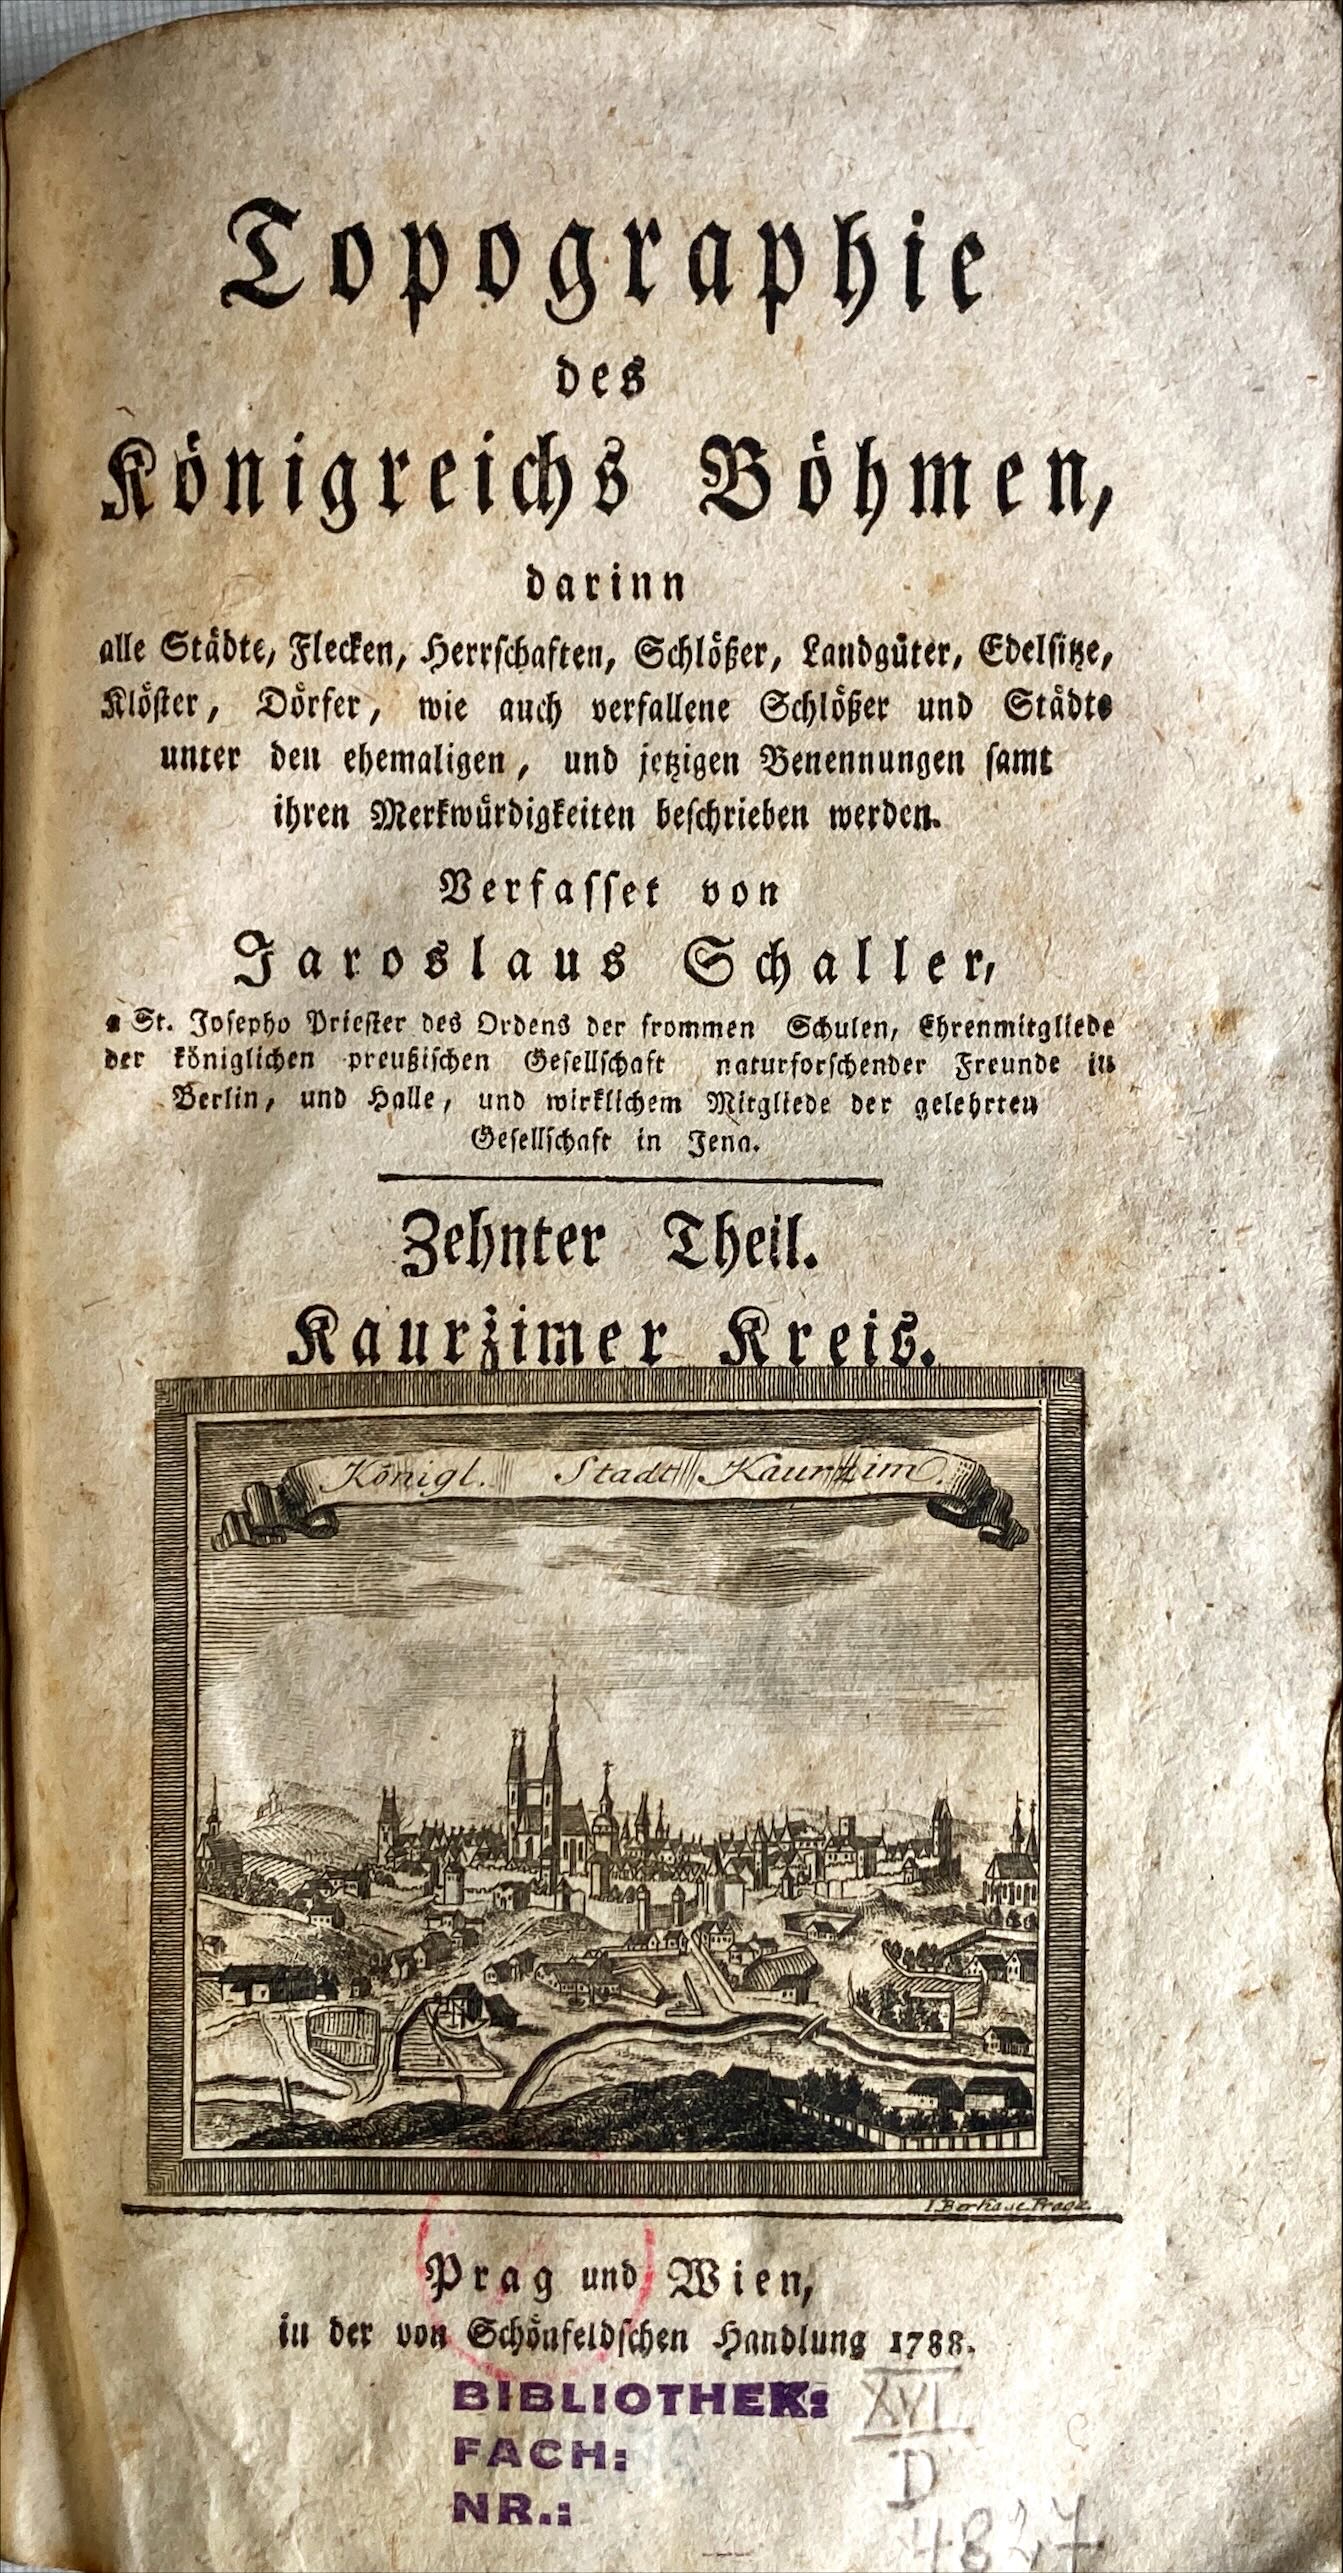 Topographie
des
Königreichs Böhmen,
darinn
alle Städte, Flecken, Herrschaften, Schlößer, Landgüter, Edelsitze,
Klöster, Dörfer, wie auch verfallene Schlößer und Städte
unter den ehemaligen, und jetzigen Benennungen samt
ihren Merkwürdigkeiten beschrieben werden.
Verfasset von
Jaroslaus Schaller,
a St. Josepho Priester des Ordens der frommen Schulen, Ehrenmitgliede
der königlichen preußischen Gesellschaft naturforschender Freunde in
Berlin, und Halle, und wirklichem Mitgliede der gelehrten
Gesellschaft in Jena.
Zehnter Theil.
Kaurzimer Kreis.
Königl. Stadt Kaurzim.
Prag und Wien,
in der von Schönfeldschen Handlung 1788.
BIBLIOTHEK: XVI
FACH: D
NR.: 4827